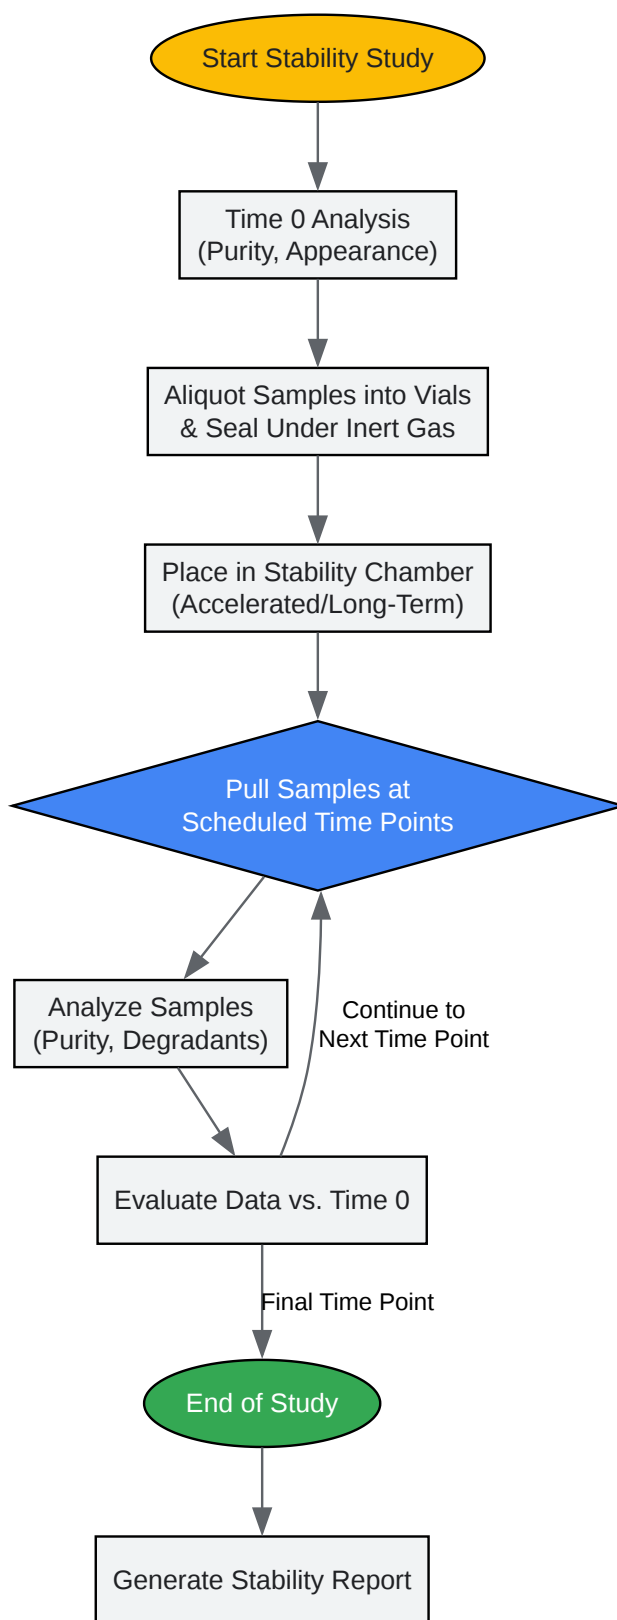 Start Stability Study
Time 0 Analysis
(Purity, Appearance)
Aliquot Samples into Vials
& Seal Under Inert Gas
Place in Stability Chamber
(Accelerated/Long-Term)
Pull Samples at
Scheduled Time Points
Analyze Samples
(Purity, Degradants)
Continue to
Next Time Point
Evaluate Data vs. Time 0
Final Time Point
End of Study
Generate Stability Report